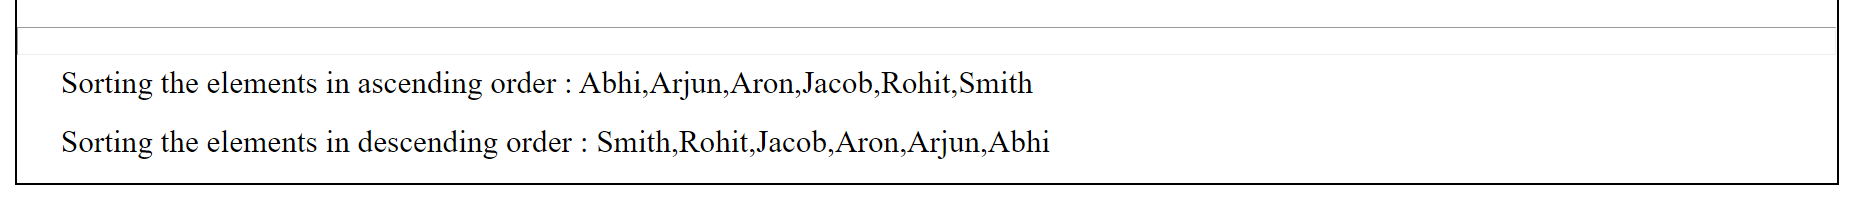 Sorting the elements in ascending order : Abhi,Arjun,Aron,Jacob,Rohit,Smith
Sorting the elements in descending order : Smith,Rohit,Jacob,Aron,Arjun,Abhi